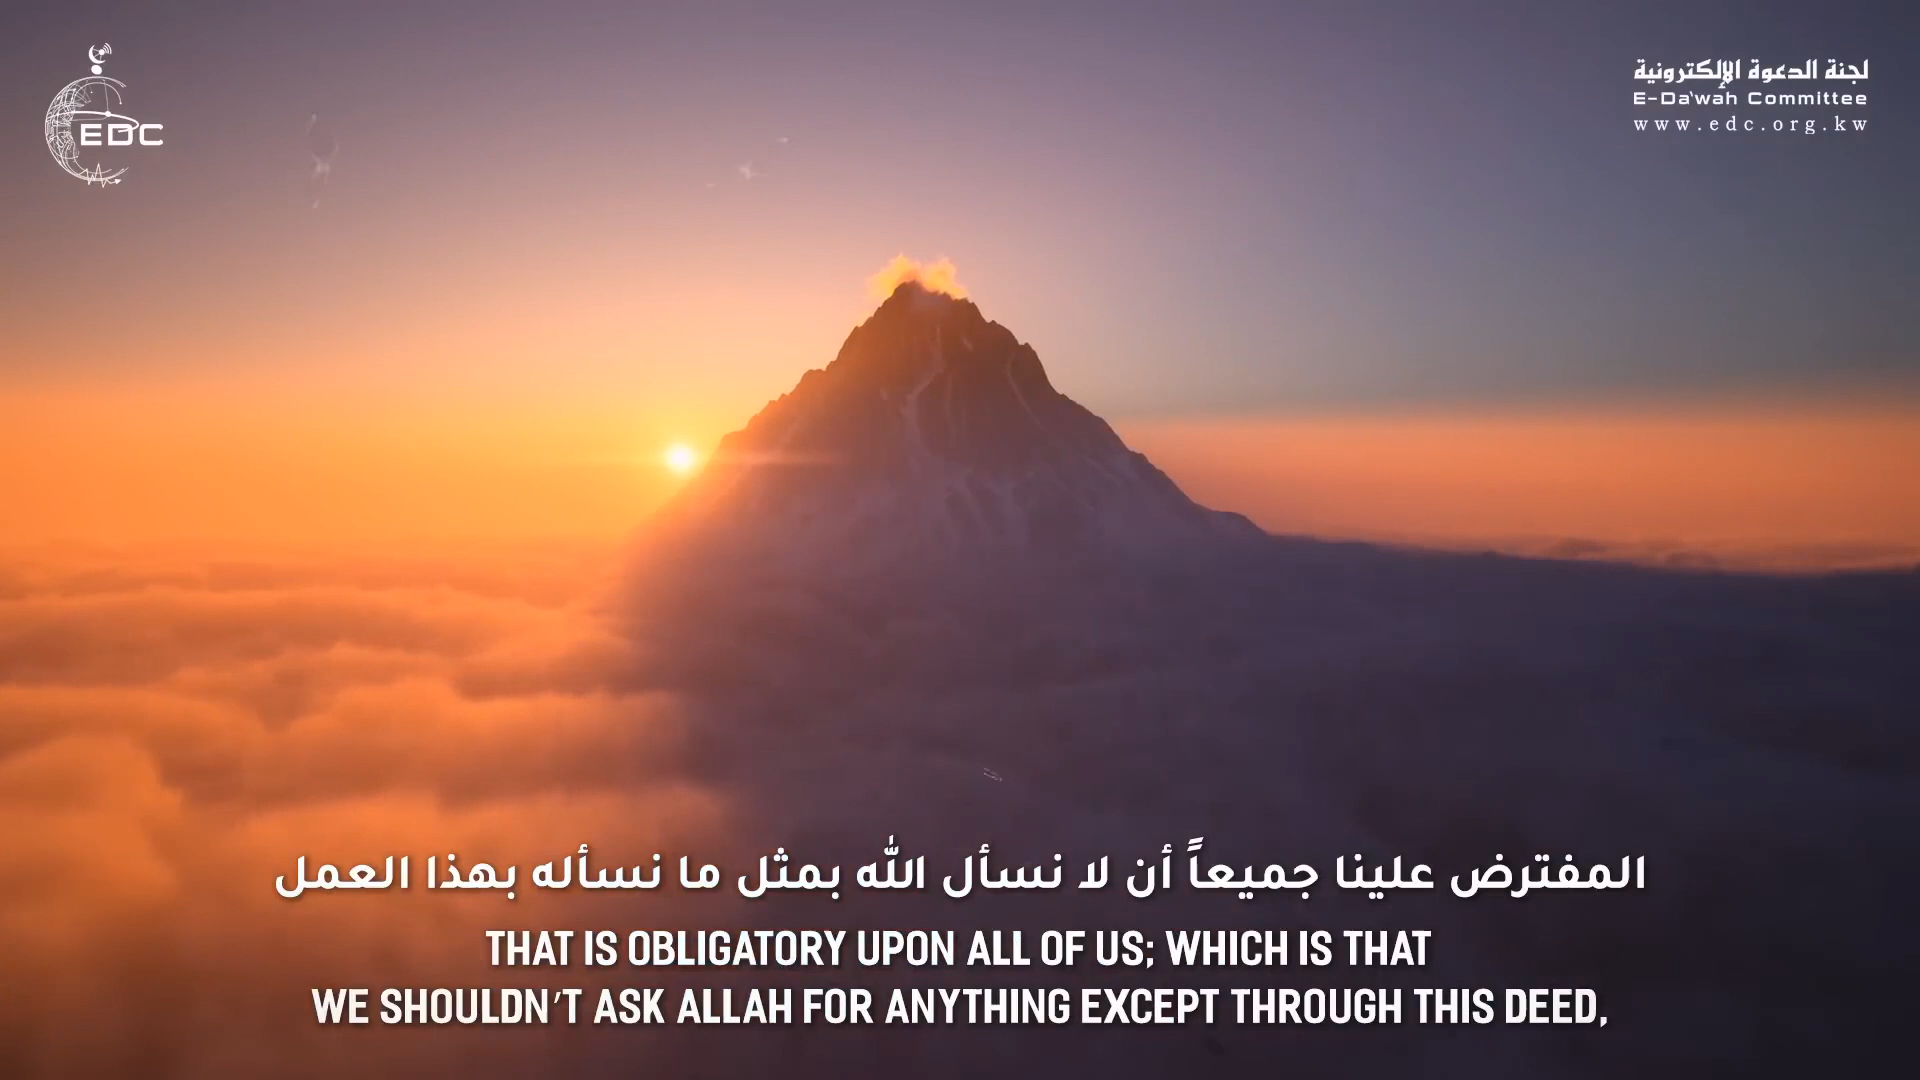 EDC
لجنة الدعوة الإلكترونية
E-Da'wah Committee
www.edc.org.kw
المفترض علينا جميعاً أن لا نسأل الله بمثل ما نسأله بهذا العمل
THAT IS OBLIGATORY UPON ALL OF US; WHICH IS THAT
WE SHOULDN'T ASK ALLAH FOR ANYTHING EXCEPT THROUGH THIS DEED,